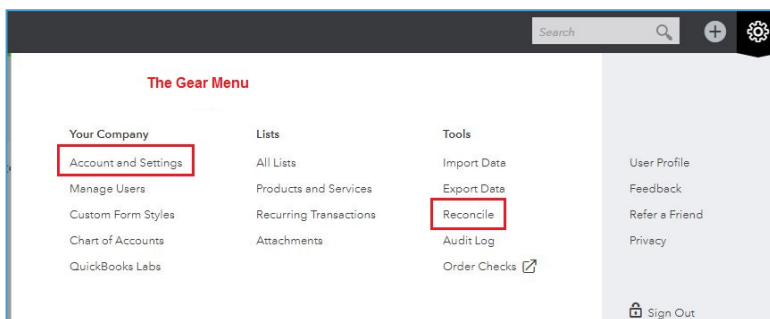 Search
The Gear Menu
Your Company
Account and Settings
Manage Users
Custom Form Styles
Chart of Accounts
QuickBooks Labs
Lists
All Lists
Products and Services
Recurring Transactions
Attachments
Tools
Import Data
Export Data
Reconcile
Audit Log
Order Checks
User Profile
Feedback
Refer a Friend
Privacy
Sign Out